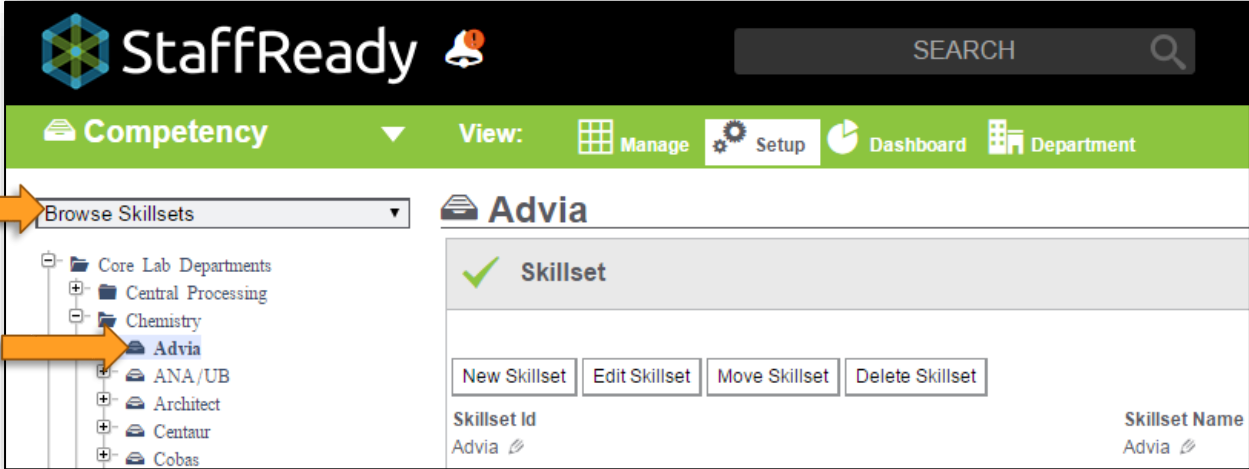 StaffReady
SEARCH
Competency
View:
Manage
Setup
Dashboard
Department
Browse Skillsets
Advia
Core Lab Departments
Central Processing
Chemistry
Advia
ANA/UB
Architect
Centaur
Cobas
Skillset
New Skillset
Edit Skillset
Move Skillset
Delete Skillset
Skillset Id
Skillset Name
Advia
Advia